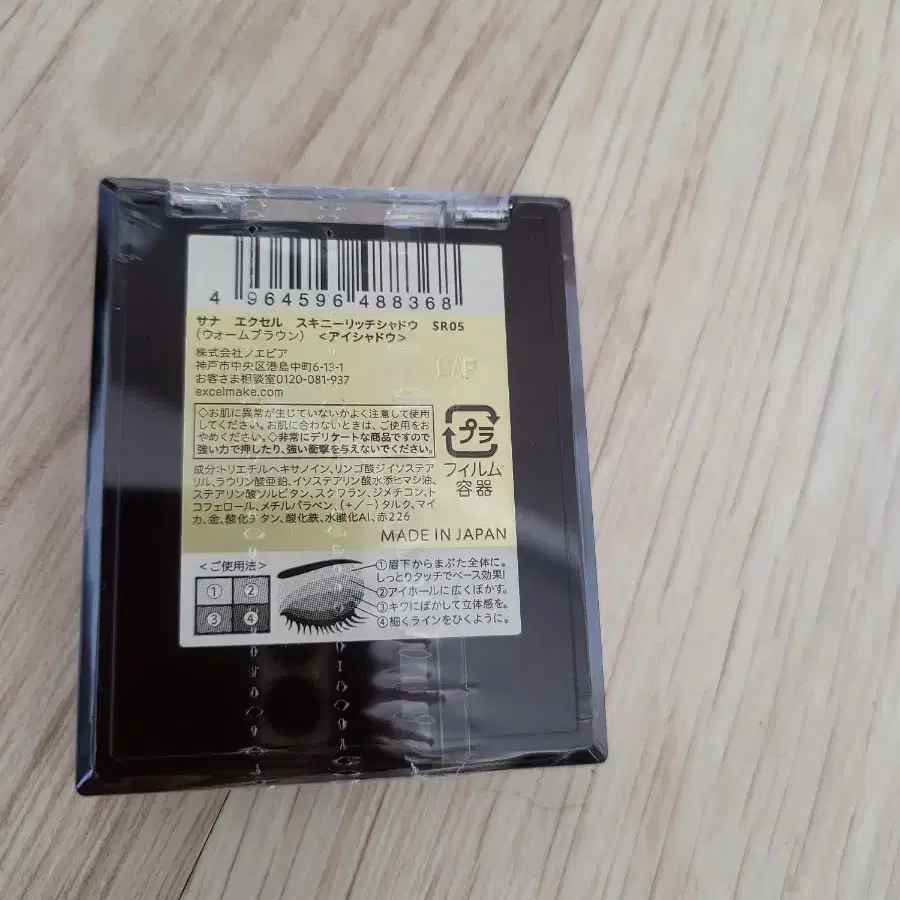 4 964596 488368
サナ エクセル スキニーリッチシャドウ SR05
(ウォームブラウン) <アイシャドウ>
株式会社ノエビア
神戸市中央区港島中町6-13-1
お客さま相談室0120-081-937
excelmake.com
◇お肌に異常が生じていないかよく注意して使用
してください。お肌に合わないときは、ご使用をお
やめください。◇非常にデリケートな商品ですので
強い力で押したり、強い衝撃を与えないでください。
プラ
フィルム
容器
成分:トリエチルヘキサノイン、リンゴ酸ジイソステア
リル、ラウリン酸亜鉛、イソステアリン酸水添ヒマシ油、
ステアリン酸ソルビタン、スクワラン、ジメチコン、ト
コフェロール、メチルパラベン、(+/-)タルク、マイ
カ、金、酸化チタン、酸化鉄、水酸化Al、赤226
MADE IN JAPAN
<ご使用法>
① ②
③ ④
①眉下からまぶた全体に。
しっとりタッチでベース効果!
②アイホールに広くぼかす。
③キワにぼかして立体感を。
④細くラインをひくように。